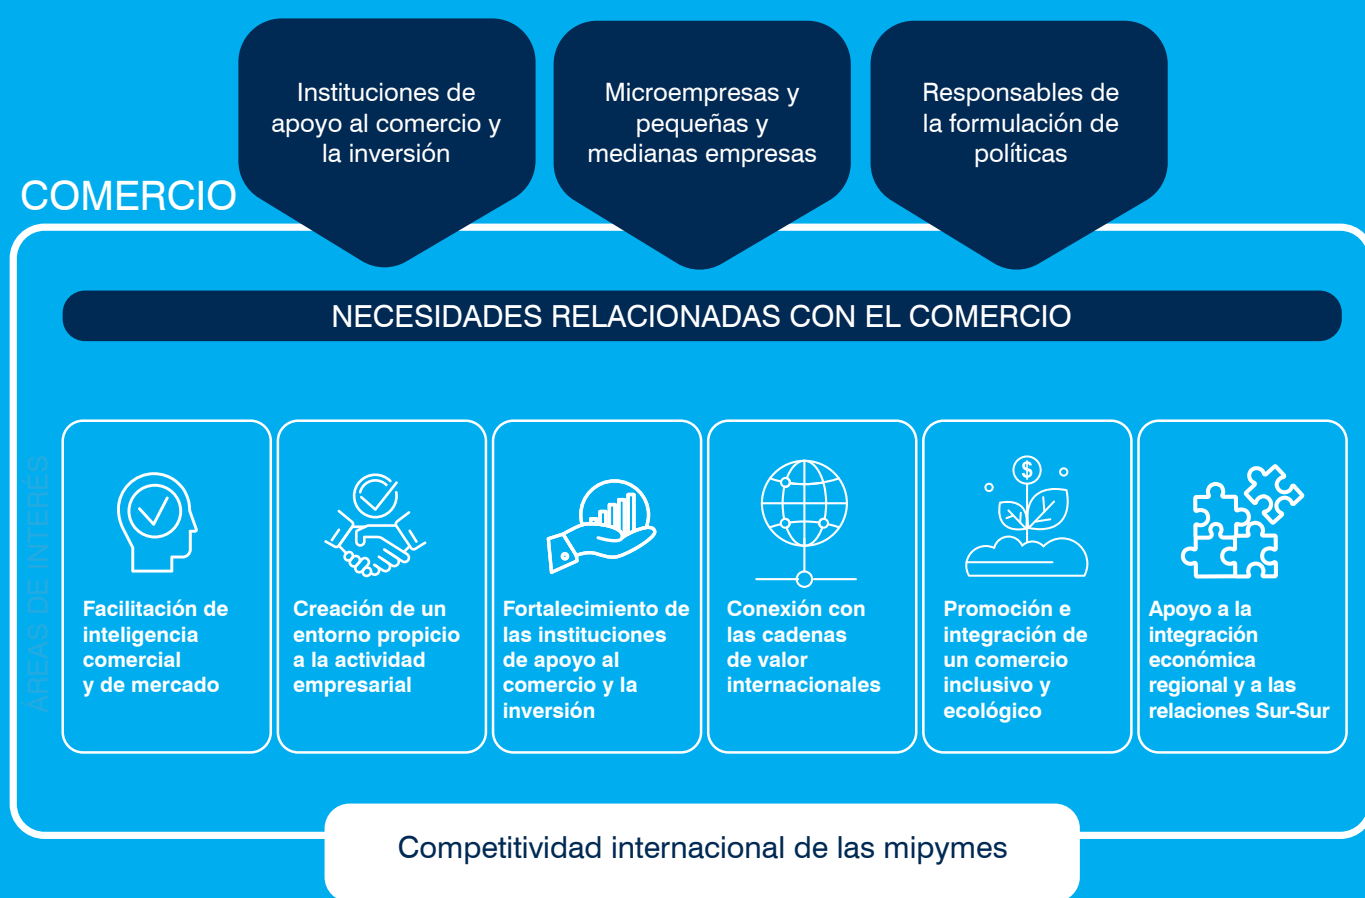 Instituciones de
apoyo al comercio y
la inversión
Microempresas y
pequeñas y
medianas empresas
Responsables de
la formulación de
políticas
COMERCIO
NECESIDADES RELACIONADAS CON EL COMERCIO
ÁREAS DE INTERÉS
$
Facilitación de
inteligencia
comercial
y de mercado
Creación de un
entorno propicio
a la actividad
empresarial
Fortalecimiento de
las instituciones
de apoyo al
comercio y la
inversión
Conexión con
las cadenas
de valor
internacionales
Promoción e
integración de
un comercio
inclusivo y
ecológico
Apoyo a la
integración
económica
regional y a las
relaciones Sur-Sur
Competitividad internacional de las mipymes